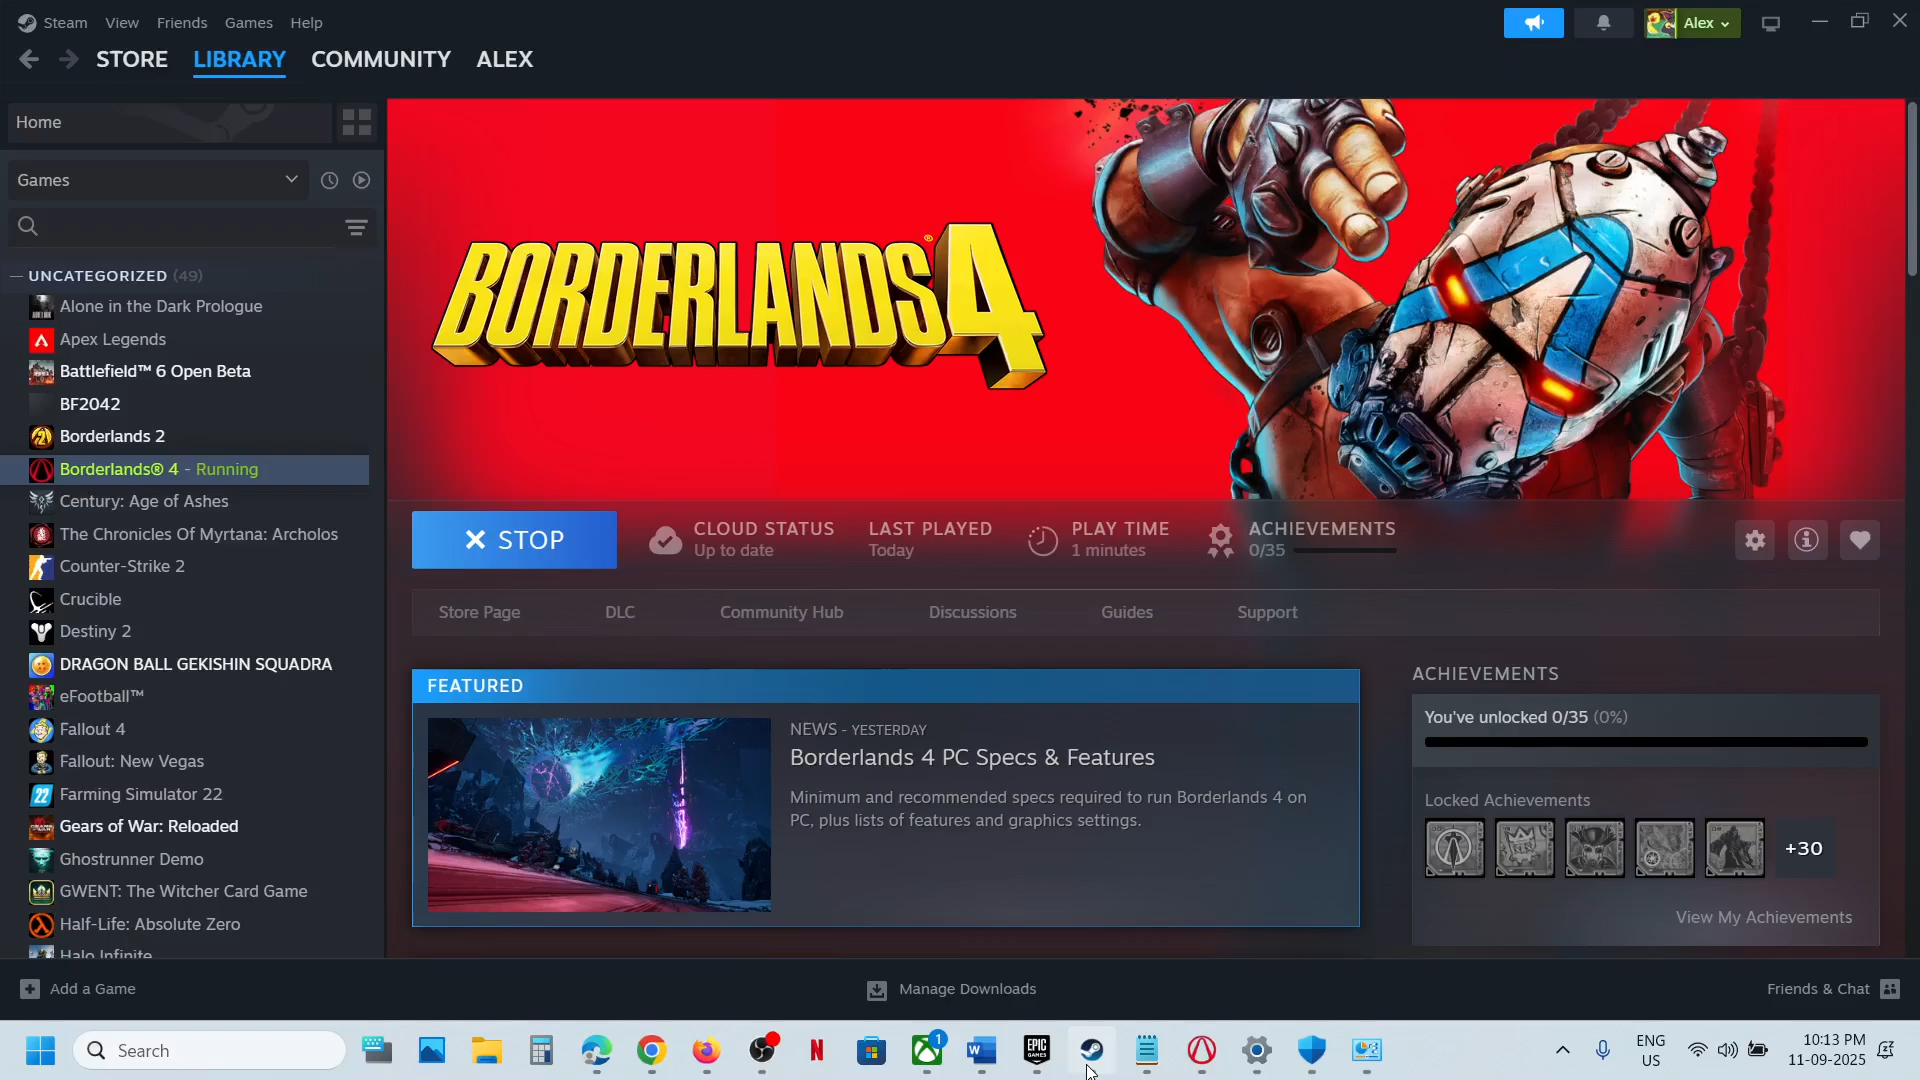 Steam View Friends Games Help
Alex
STORE LIBRARY COMMUNITY ALEX
Home
Games
UNCATEGORIZED (49)
Alone in the Dark Prologue
Apex Legends
Battlefield™ 6 Open Beta
BF2042
Borderlands 2
Borderlands® 4 - Running
Century: Age of Ashes
The Chronicles Of Myrtana: Archolos
Counter-Strike 2
Crucible
Destiny 2
DRAGON BALL GEKISHIN SQUADRA
eFootball™
Fallout 4
Fallout: New Vegas
Farming Simulator 22
Gears of War: Reloaded
Ghostrunner Demo
GWENT: The Witcher Card Game
Half-Life: Absolute Zero
Halo Infinite
BORDERLANDS® 4
STOP
CLOUD STATUS
Up to date
LAST PLAYED
Today
PLAY TIME
1 minutes
ACHIEVEMENTS
0/35
Store Page DLC Community Hub Discussions Guides Support
FEATURED
NEWS - YESTERDAY
Borderlands 4 PC Specs & Features
Minimum and recommended specs required to run Borderlands 4 on
PC, plus lists of features and graphics settings.
ACHIEVEMENTS
You've unlocked 0/35 (0%)
Locked Achievements
+30
View My Achievements
Add a Game
Manage Downloads
Friends & Chat
Search
1
ENG
US
10:13 PM
11-09-2025